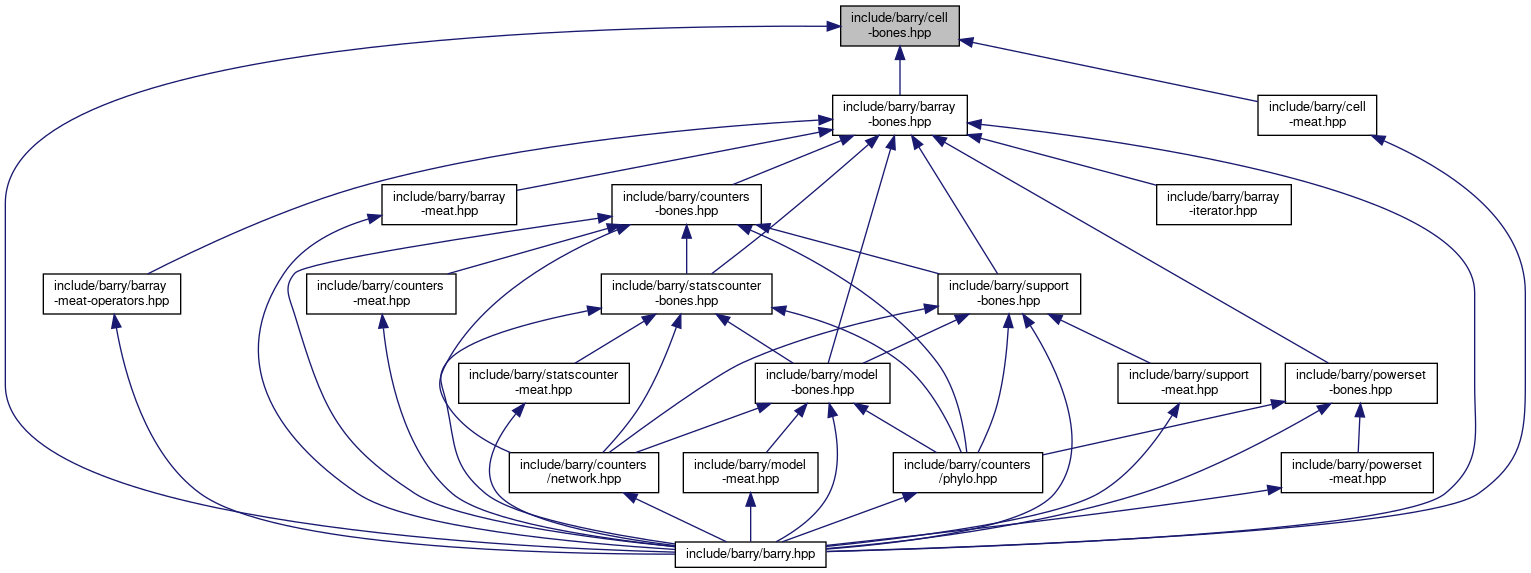 include/barry/cell
-bones.hpp
include/barry/barray
-bones.hpp
include/barry/cell
-meat.hpp
include/barry/barray
-meat.hpp
include/barry/counters
-bones.hpp
include/barry/barray
-iterator.hpp
include/barry/barray
-meat-operators.hpp
include/barry/counters
-meat.hpp
include/barry/statscounter
-bones.hpp
include/barry/support
-bones.hpp
include/barry/statscounter
-meat.hpp
include/barry/model
-bones.hpp
include/barry/support
-meat.hpp
include/barry/powerset
-bones.hpp
include/barry/counters
/network.hpp
include/barry/model
-meat.hpp
include/barry/counters
/phylo.hpp
include/barry/powerset
-meat.hpp
include/barry/barry.hpp